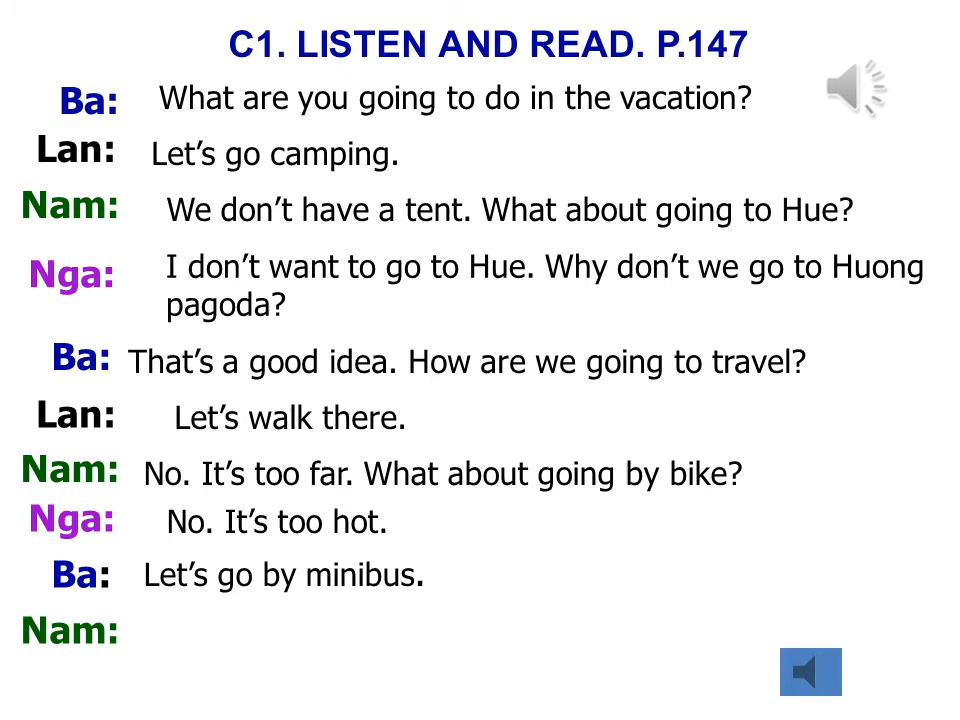 C1. LISTEN AND READ. P.147
Ba: What are you going to do in the vacation?
Lan: Let’s go camping.
Nam: We don’t have a tent. What about going to Hue?
Nga: I don’t want to go to Hue. Why don’t we go to Huong
pagoda?
Ba: That’s a good idea. How are we going to travel?
Lan: Let’s walk there.
Nam: No. It’s too far. What about going by bike?
Nga: No. It’s too hot.
Ba: Let’s go by minibus.
Nam: